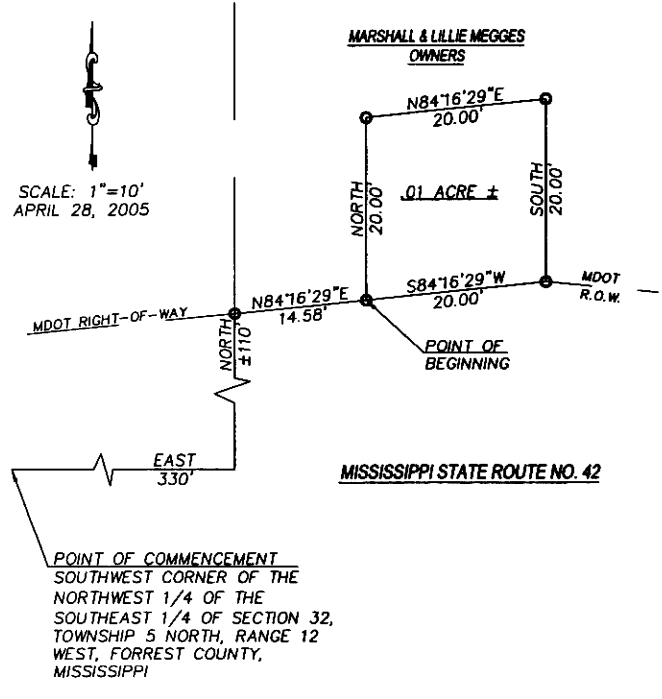 MARSHALL & LILLIE MEGGES
OWNERS
N84°16'29"E
20.00'
SCALE: 1"=10'
APRIL 28, 2005
NORTH
20.00'
.01 ACRE ±
SOUTH
20.00'
MDOT RIGHT-OF-WAY
N84°16'29"E
14.58'
S84°16'29"W
20.00'
MDOT
R.O.W.
NORTH
±110'
POINT OF
BEGINNING
EAST
330'
MISSISSIPPI STATE ROUTE NO. 42
POINT OF COMMENCEMENT
SOUTHWEST CORNER OF THE
NORTHWEST 1/4 OF THE
SOUTHEAST 1/4 OF SECTION 32,
TOWNSHIP 5 NORTH, RANGE 12
WEST, FORREST COUNTY,
MISSISSIPPI